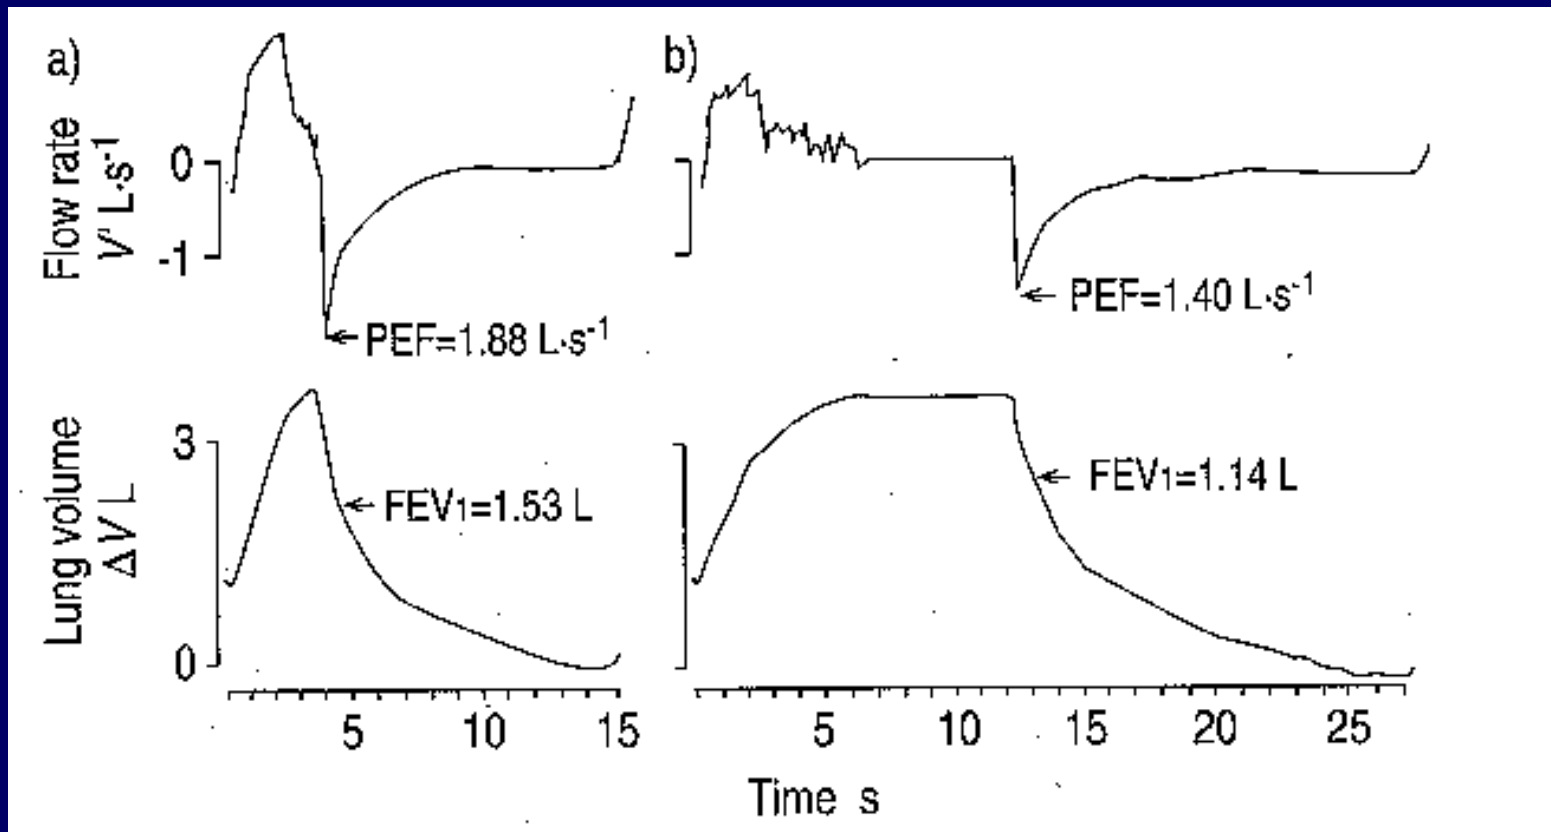 a)
b)
Flow rate
V' L·s⁻¹
0
-1
PEF=1.88 L·s⁻¹
PEF=1.40 L·s⁻¹
Lung volume
Δ V L
3
0
FEV1=1.53 L
FEV1=1.14 L
5 10 15
5 10 15 20 25
Time s